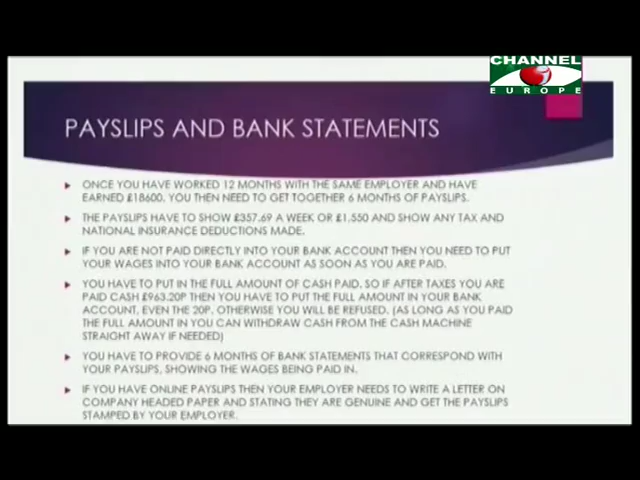 CHANNEL
EUROPE
PAYSLIPS AND BANK STATEMENTS
ONCE YOU HAVE WORKED 12 MONTHS WITH THE SAME EMPLOYER AND HAVE
EARNED £18600. YOU THEN NEED TO GET TOGETHER 6 MONTHS OF PAYSLIPS.
THE PAYSLIPS HAVE TO SHOW £357.69 A WEEK OR £1,550 AND SHOW ANY TAX AND
NATIONAL INSURANCE DEDUCTIONS MADE.
IF YOU ARE NOT PAID DIRECTLY INTO YOUR BANK ACCOUNT THEN YOU NEED TO PUT
YOUR WAGES INTO YOUR BANK ACCOUNT AS SOON AS YOU ARE PAID.
YOU HAVE TO PUT IN THE FULL AMOUNT OF CASH PAID, SO IF AFTER TAXES YOU ARE
PAID CASH £963.20P THEN YOU HAVE TO PUT THE FULL AMOUNT IN YOUR BANK
ACCOUNT, EVEN THE 20P, OTHERWISE YOU WILL BE REFUSED. (AS LONG AS YOU PAID
THE FULL AMOUNT IN YOU CAN WITHDRAW CASH FROM THE CASH MACHINE
STRAIGHT AWAY IF NEEDED)
YOU HAVE TO PROVIDE 6 MONTHS OF BANK STATEMENTS THAT CORRESPOND WITH
YOUR PAYSLIPS, SHOWING THE WAGES BEING PAID IN.
IF YOU HAVE ONLINE PAYSLIPS THEN YOUR EMPLOYER NEEDS TO WRITE A LETTER ON
COMPANY HEADED PAPER AND STATING THEY ARE GENUINE AND GET THE PAYSLIPS
STAMPED BY YOUR EMPLOYER.